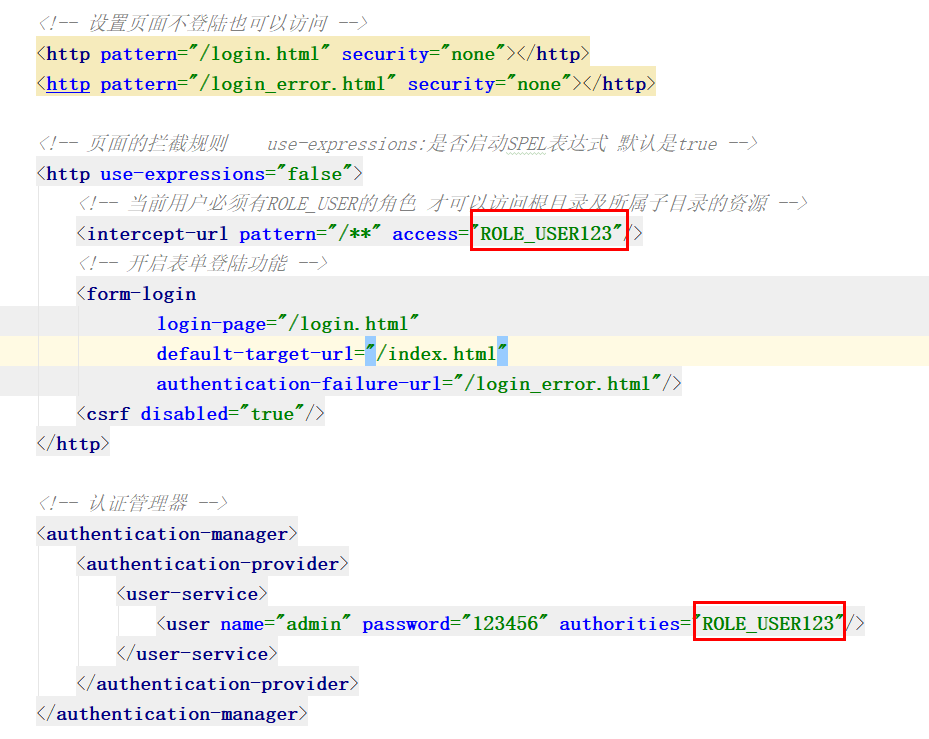 <!-- 设置页面不登陆也可以访问 -->
<http pattern="/login.html" security="none"></http>
<http pattern="/login_error.html" security="none"></http>
<!-- 页面的拦截规则    use-expressions:是否启动SPEL表达式 默认是true -->
<http use-expressions="false">
<!-- 当前用户必须有ROLE_USER的角色 才可以访问根目录及所属子目录的资源 -->
<intercept-url pattern="/**" access="ROLE_USER123"/>
<!-- 开启表单登陆功能 -->
<form-login
login-page="/login.html"
default-target-url="/index.html"
authentication-failure-url="/login_error.html"/>
<csrf disabled="true"/>
</http>
<!-- 认证管理器 -->
<authentication-manager>
<authentication-provider>
<user-service>
<user name="admin" password="123456" authorities="ROLE_USER123"/>
</user-service>
</authentication-provider>
</authentication-manager>